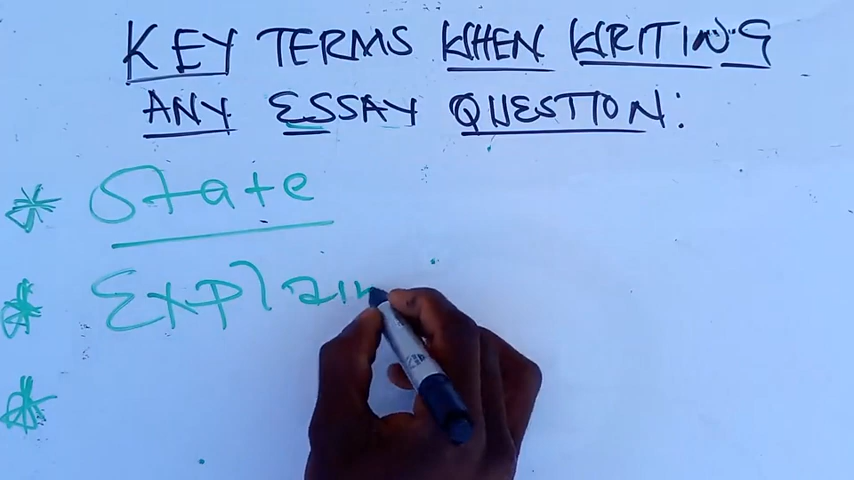 KEY TERMS WHEN WRITING
ANY ESSAY QUESTION:
* State
* Explain
*